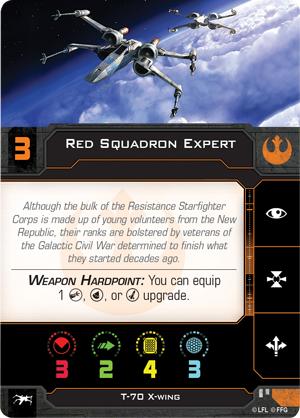 3 Red Squadron Expert
Although the bulk of the Resistance Starfighter
Corps is made up of young volunteers from the New
Republic, their ranks are bolstered by veterans of
the Galactic Civil War determined to finish what
they started decades ago.
Weapon Hardpoint: You can equip
1 , , or upgrade.
3 2 4 3
T-70 X-wing
© LFL © FFG